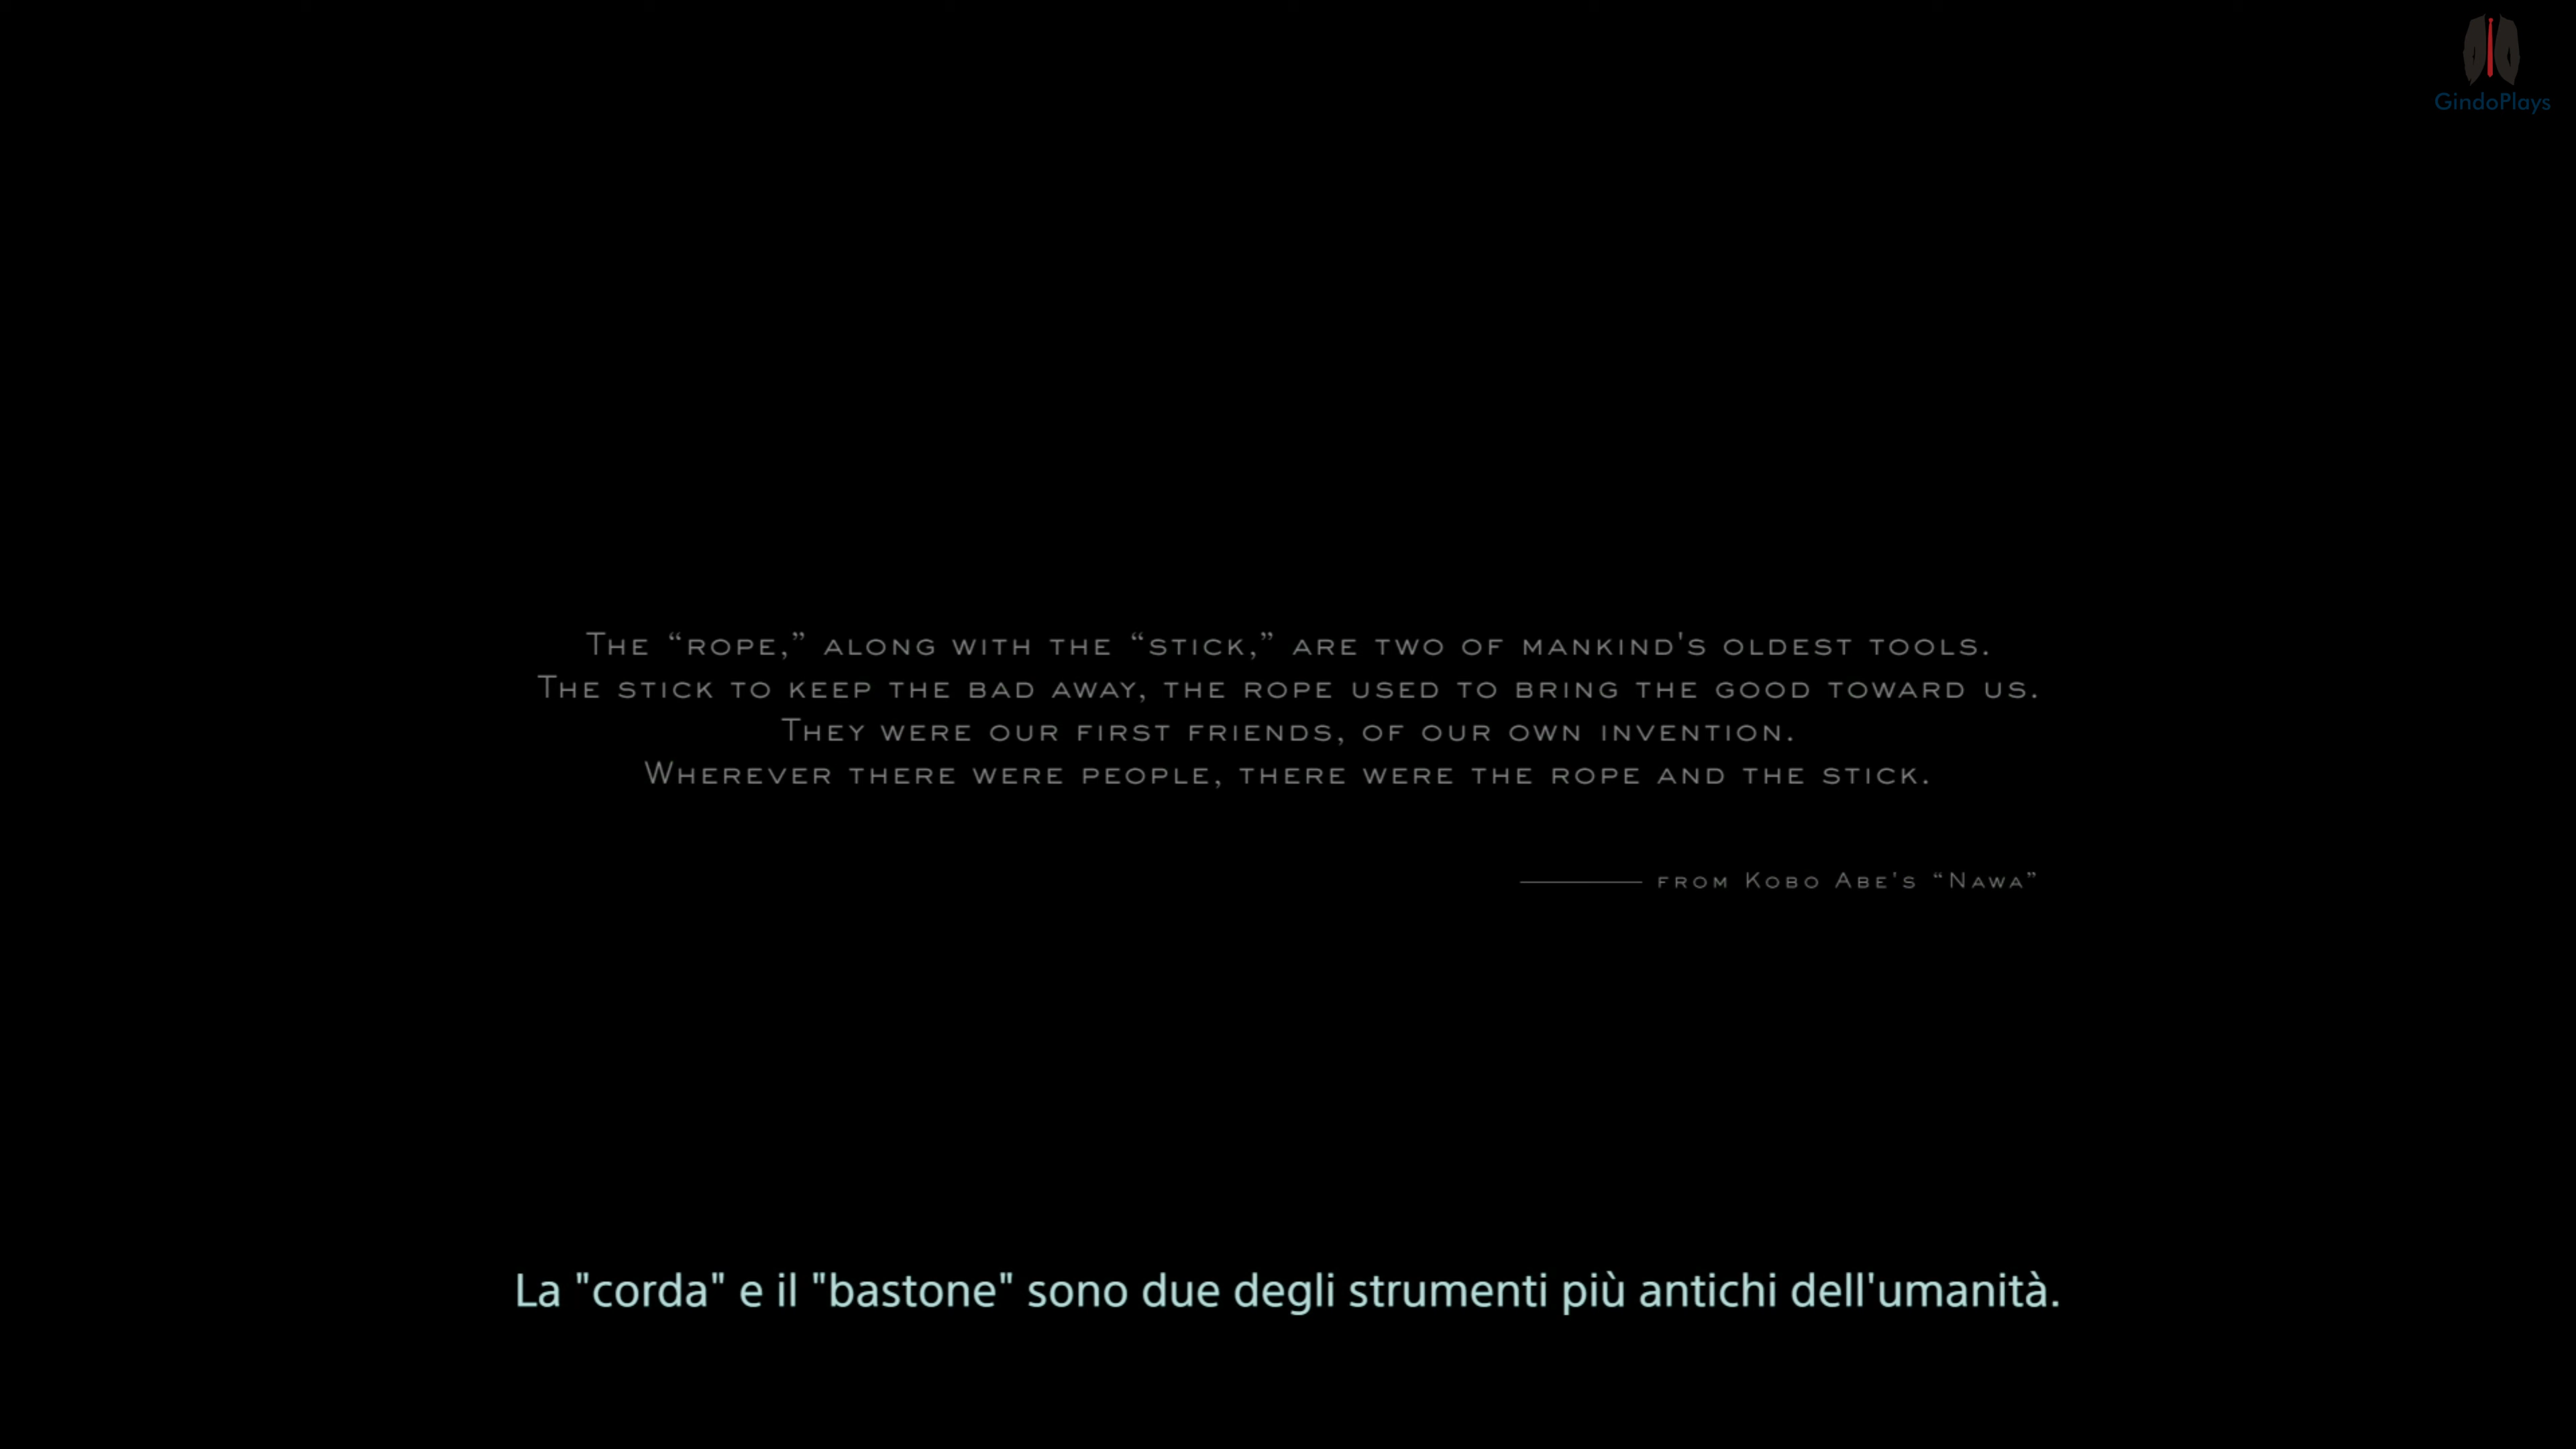 GindoPlays
The “rope,” along with the “stick,” are two of mankind's oldest tools.
The stick to keep the bad away, the rope used to bring the good toward us.
They were our first friends, of our own invention.
Wherever there were people, there were the rope and the stick.
from Kobo Abe's “Nawa”
La "corda" e il "bastone" sono due degli strumenti più antichi dell'umanità.